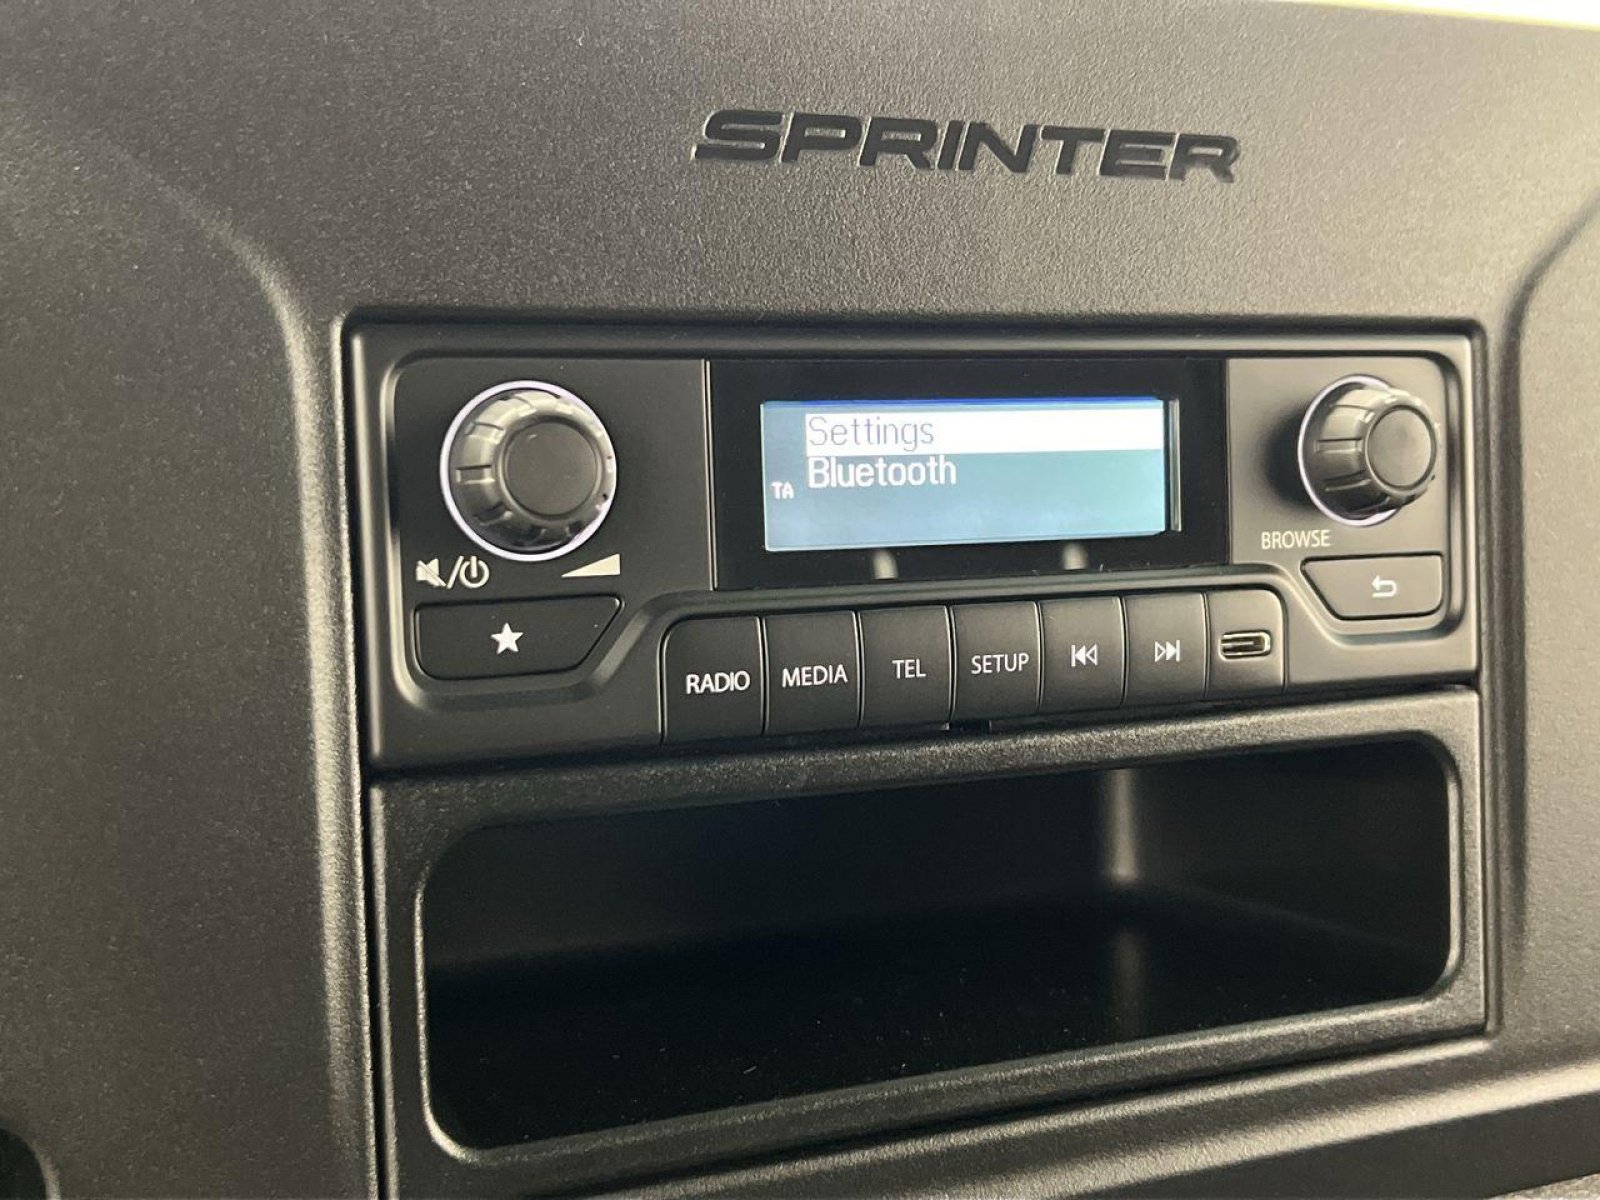 SPRINTER
Settings
Bluetooth
TA
BROWSE
RADIO MEDIA TEL SETUP